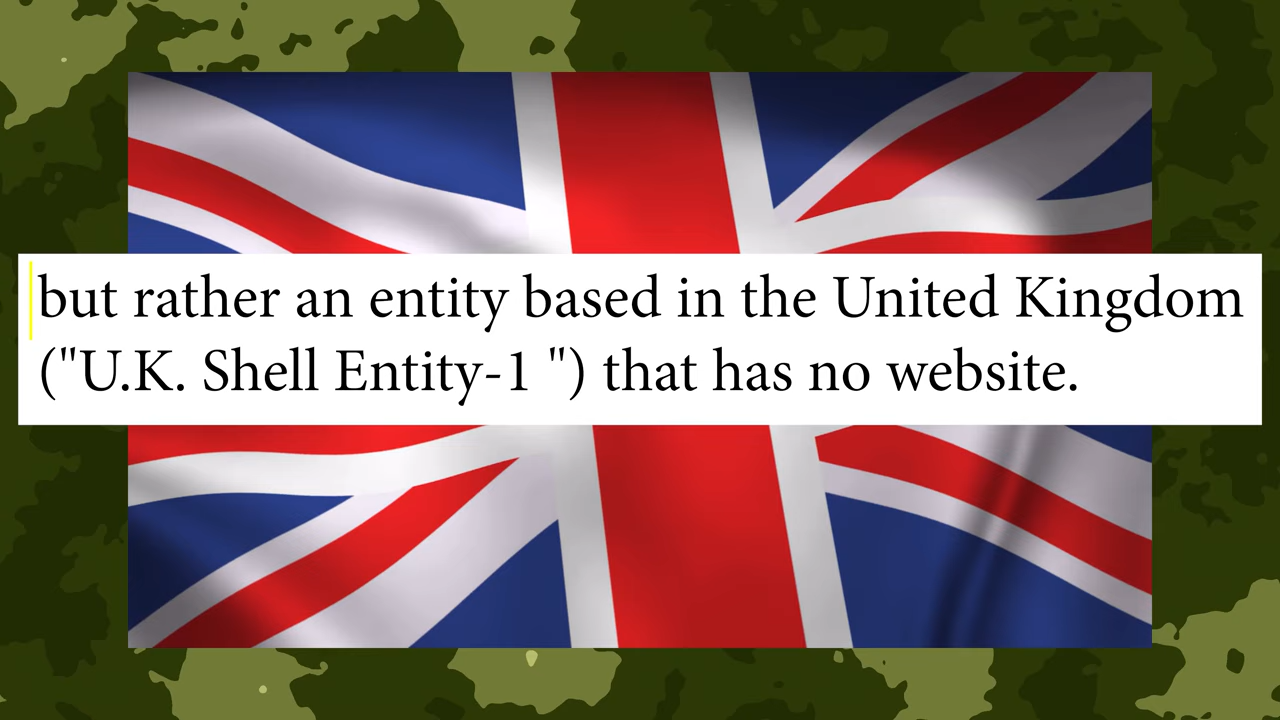 but rather an entity based in the United Kingdom
("U.K. Shell Entity-1 ") that has no website.